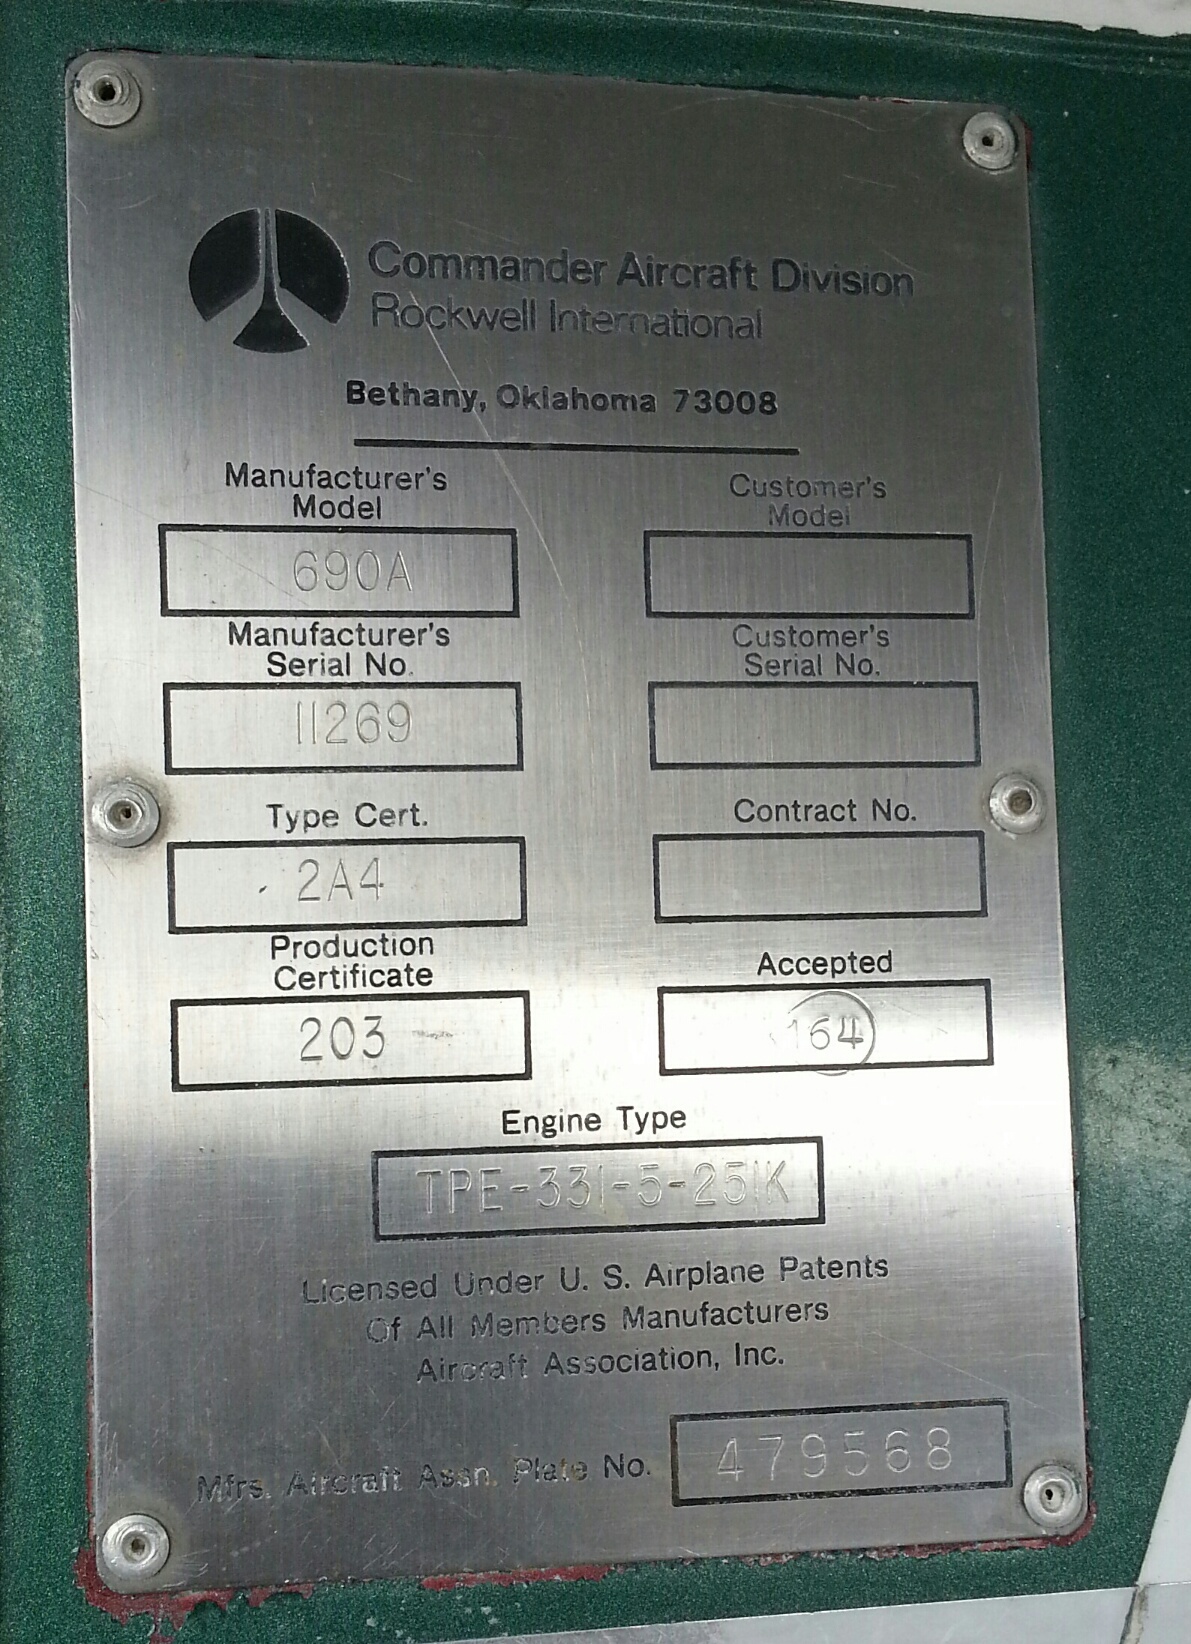 Commander Aircraft Division
Rockwell International
Bethany, Oklahoma 73008
Manufacturer's
Model
690A
Customer's
Model
Manufacturer's
Serial No.
11269
Customer's
Serial No.
Type Cert.
2A4
Contract No.
Production
Certificate
203
Accepted
164
Engine Type
TPE-331-5-251K
Licensed Under U. S. Airplane Patents
Of All Members Manufacturers
Aircraft Association, Inc.
Mfrs. Aircraft Assn. Plate No. 479568